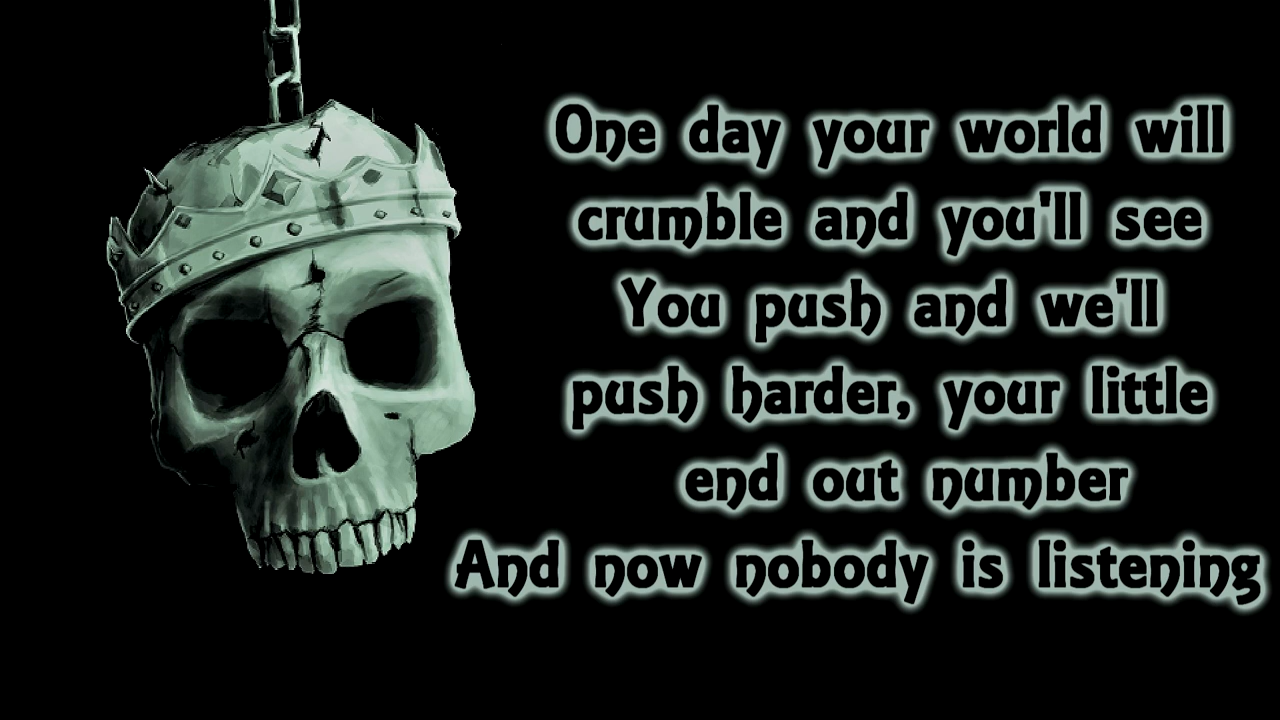 One day your world will
crumble and you'll see
You push and we'll
push harder, your little
end out number
And now nobody is listening